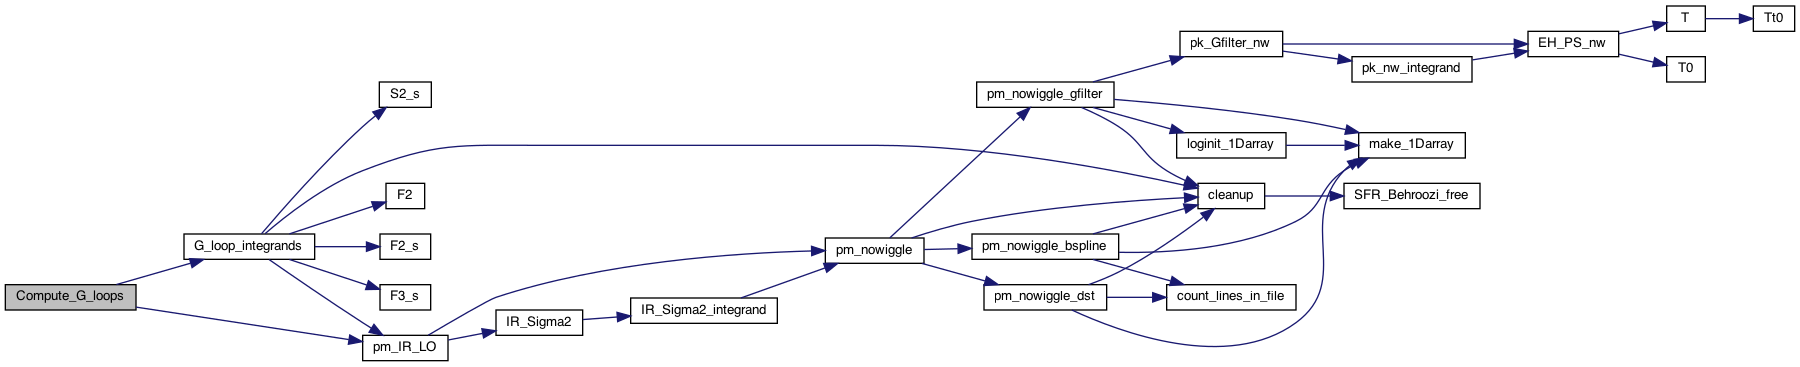 Compute_G_loops
G_loop_integrands
S2_s
F2
F2_s
F3_s
pm_IR_LO
IR_Sigma2
IR_Sigma2_integrand
pm_nowiggle
pm_nowiggle_gfilter
pm_nowiggle_bspline
pm_nowiggle_dst
pk_Gfilter_nw
loginit_1Darray
cleanup
count_lines_in_file
pk_nw_integrand
make_1Darray
SFR_Behroozi_free
EH_PS_nw
T
T0
Tt0